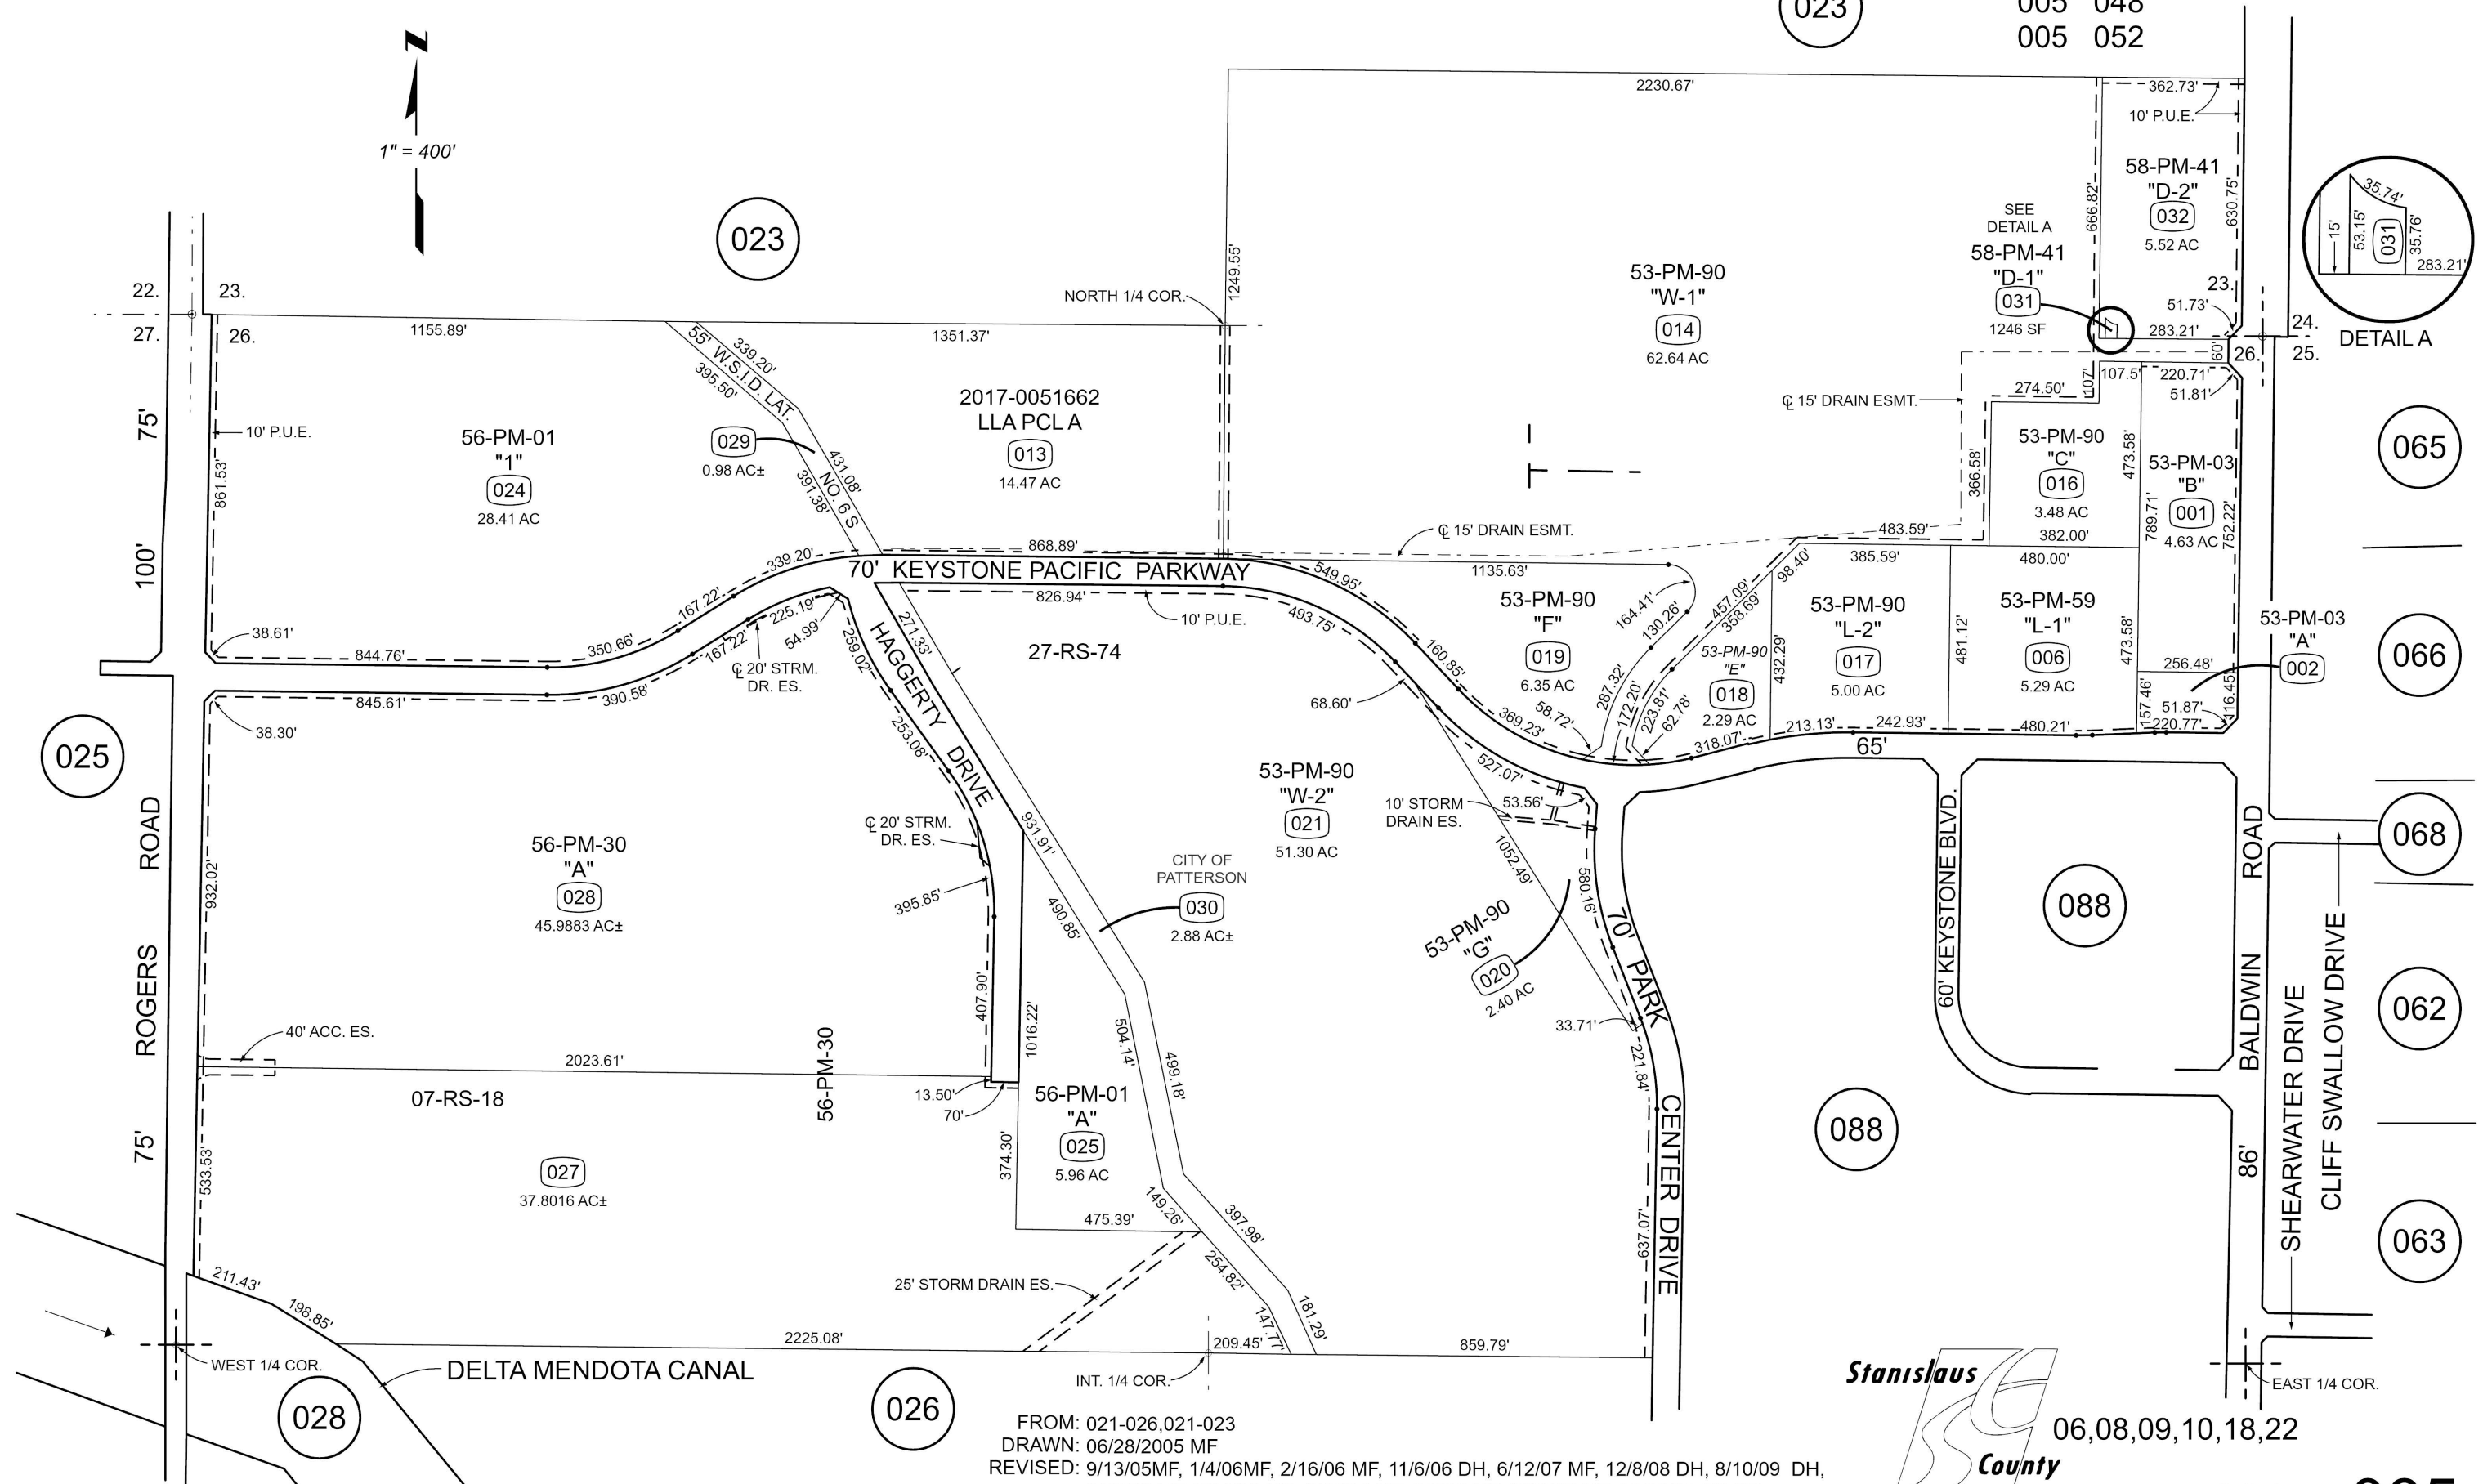 023
005 048
005 052
2230.67'
362.73'
10' P.U.E.
1" = 400'
58-PM-41
"D-2"
032
5.52 AC
666.82'
630.75'
35.74'
15'
53.15'
031
35.76'
283.21'
DETAIL A
023
SEE
DETAIL A
58-PM-41
"D-1"
031
1246 SF
1249.55'
53-PM-90
"W-1"
014
62.64 AC
22.
23.
27.
26.
NORTH 1/4 COR.
23.
51.73'
24.
283.21'
60'
26.
25.
1155.89'
1351.37'
55' W.S.I.D. LAT.
339.20'
395.50'
NO. 6 S
431.08'
391.38'
107'
107.5'
220.71'
51.81'
274.50'
₵ 15' DRAIN ESMT.
75'
10' P.U.E.
861.53'
56-PM-01
"1"
024
28.41 AC
029
0.98 AC±
2017-0051662
LLA PCL A
013
14.47 AC
53-PM-90
"C"
016
3.48 AC
366.58'
473.58'
53-PM-03
"B"
001
4.63 AC
789.71'
752.22'
065
100'
₵ 15' DRAIN ESMT.
483.59'
382.00'
868.89'
339.20'
70' KEYSTONE PACIFIC PARKWAY
549.95'
1135.63'
98.40'
385.59'
480.00'
826.94'
10' P.U.E.
493.75'
164.41'
130.26'
457.09'
358.69'
167.22'
225.19'
54.99'
167.22'
350.66'
38.61'
844.76'
845.61'
390.58'
38.30'
₵ 20' STRM.
DR. ES.
259.02'
271.33'
HAGGERTY DRIVE
253.08'
27-RS-74
53-PM-90
"F"
019
6.35 AC
160.85'
369.23'
68.60'
58.72'
287.32'
172.20'
223.81'
62.78'
53-PM-90
"E"
018
2.29 AC
432.29'
53-PM-90
"L-2"
017
5.00 AC
481.12'
53-PM-59
"L-1"
006
5.29 AC
473.58'
53-PM-03
"A"
002
256.48'
157.46'
116.45'
51.87'
220.77'
066
318.07'
213.13'
242.93'
480.21'
65'
025
ROGERS ROAD
932.02'
56-PM-30
"A"
028
45.9883 AC±
₵ 20' STRM.
DR. ES.
395.85'
407.90'
931.91'
490.85'
53-PM-90
"W-2"
021
51.30 AC
CITY OF
PATTERSON
030
2.88 AC±
527.07'
10' STORM
DRAIN ES.
53.56'
1052.49'
580.16'
53-PM-90
"G"
020
2.40 AC
33.71'
221.84'
70' PARK
CENTER DRIVE
60' KEYSTONE BLVD.
088
BALDWIN ROAD
068
CLIFF SWALLOW DRIVE
SHEARWATER DRIVE
062
40' ACC. ES.
2023.61'
07-RS-18
56-PM-30
13.50'
70'
1016.22'
56-PM-01
"A"
025
5.96 AC
374.30'
504.14'
499.18'
75'
533.53'
027
37.8016 AC±
149.26'
475.39'
397.98'
254.82'
637.07'
088
86'
063
211.43'
198.85'
25' STORM DRAIN ES.
147.77'
181.29'
2225.08'
209.45'
859.79'
WEST 1/4 COR.
DELTA MENDOTA CANAL
INT. 1/4 COR.
EAST 1/4 COR.
028
026
FROM: 021-026,021-023
DRAWN: 06/28/2005 MF
REVISED: 9/13/05MF, 1/4/06MF, 2/16/06 MF, 11/6/06 DH, 6/12/07 MF, 12/8/08 DH, 8/10/09 DH,
Stanislaus
County
06,08,09,10,18,22